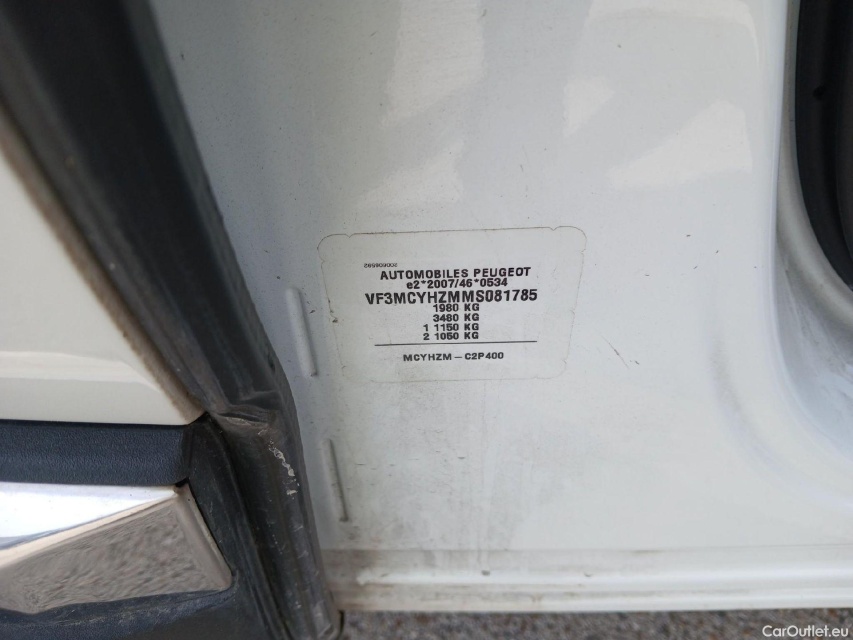 AUTOMOBILES PEUGEOT
e2*2007/46*0534
VF3MCYHZMMS081785
1980 KG
3480 KG
1 1150 KG
2 1050 KG
MCYHZM - C2P400
CarOutlet.eu